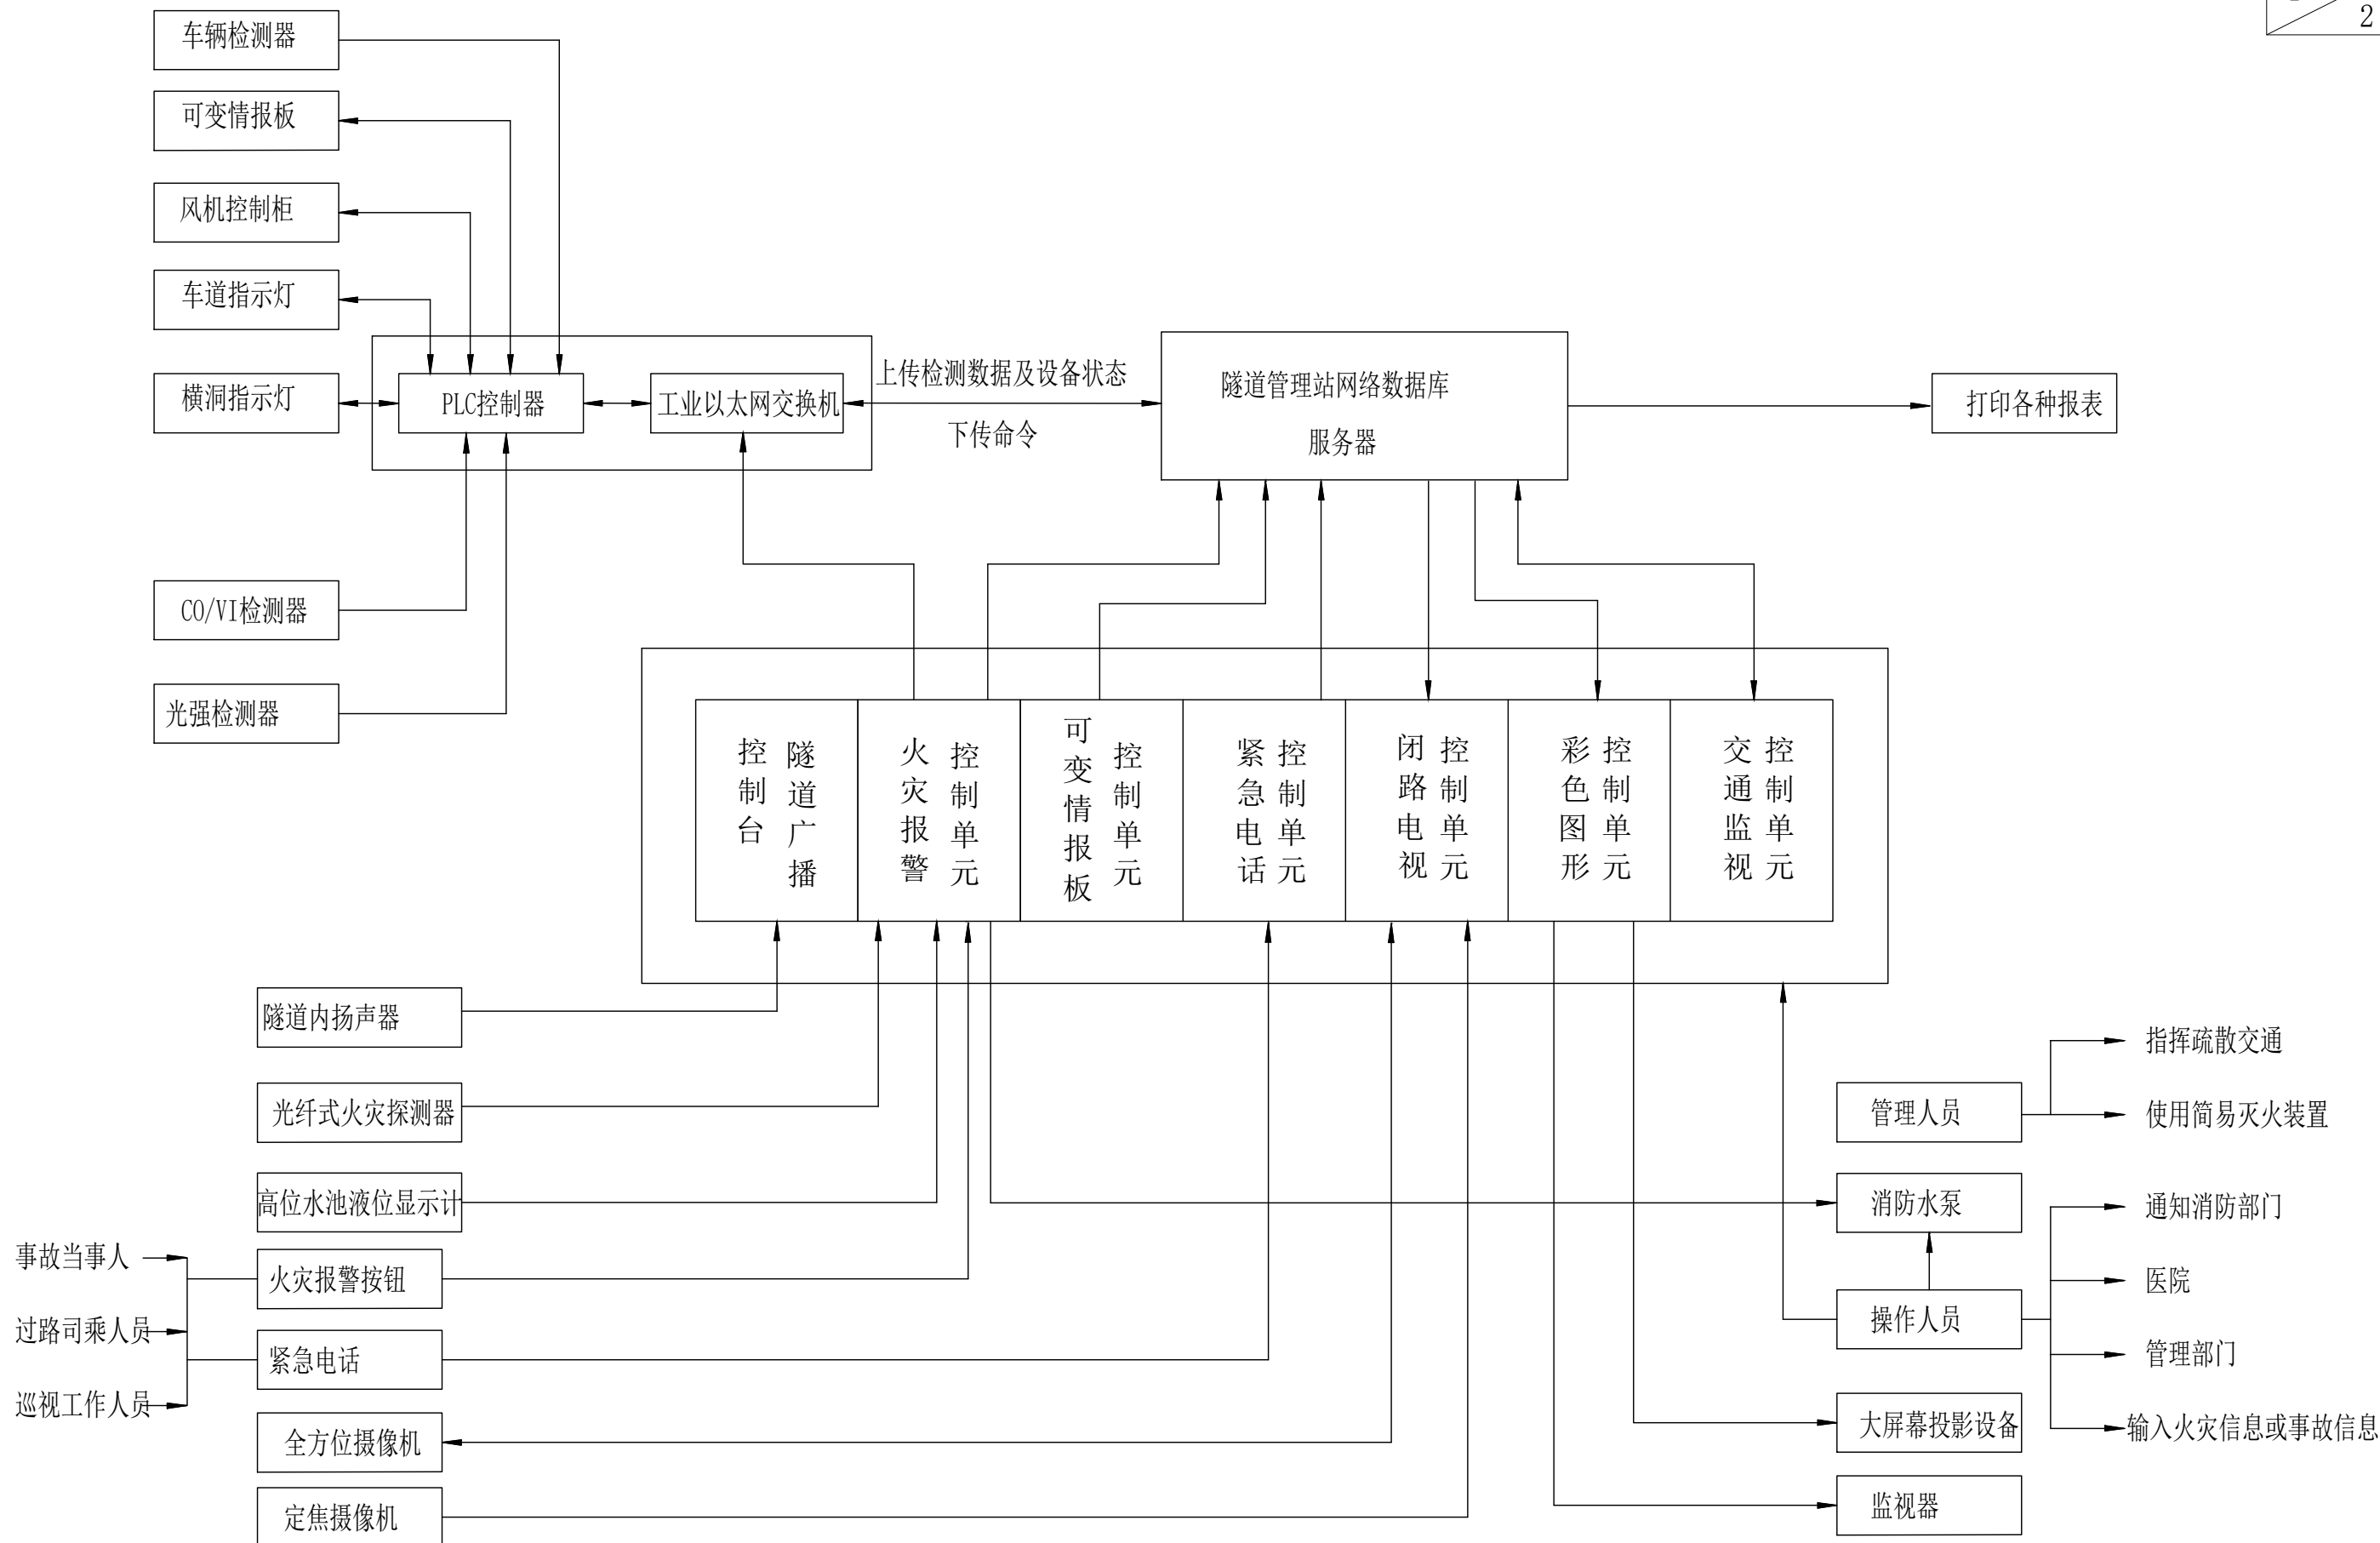 2
车辆检测器
可变情报板
风机控制柜
车道指示灯
横洞指示灯
PLC控制器
工业以太网交换机
上传检测数据及设备状态
下传命令
隧道管理站网络数据库
服务器
打印各种报表
CO/VI检测器
光强检测器
隧道广播
控制台
火灾报警
控制单元
可变情报板
控制单元
紧急电话
控制单元
闭路电视
控制单元
彩色图形
控制单元
交通监视
控制单元
隧道内扬声器
光纤式火灾探测器
高位水池液位显示计
事故当事人
火灾报警按钮
过路司乘人员
紧急电话
巡视工作人员
全方位摄像机
定焦摄像机
指挥疏散交通
管理人员
使用简易灭火装置
消防水泵
通知消防部门
医院
操作人员
管理部门
大屏幕投影设备
输入火灾信息或事故信息
监视器